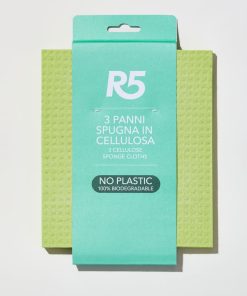 R5
3 PANNI
SPUGNA IN
CELLULOSA
3 CELLULOSE
SPONGE CLOTHS
NO PLASTIC
100% BIODEGRADABLE